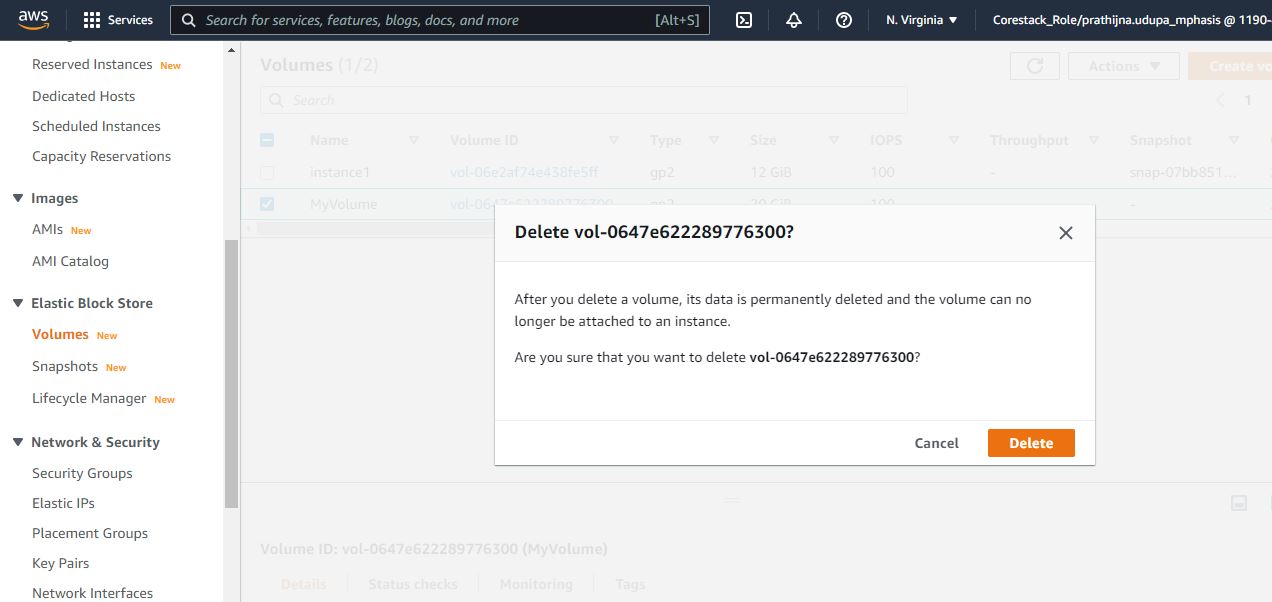 aws Services Search for services, features, blogs, docs, and more [Alt+S] N. Virginia Corestack_Role/prathijna.udupa_mphasis @ 1190-
Reserved Instances New
Dedicated Hosts
Scheduled Instances
Capacity Reservations
Images
AMIs New
AMI Catalog
Elastic Block Store
Volumes New
Snapshots New
Lifecycle Manager New
Network & Security
Security Groups
Elastic IPs
Placement Groups
Key Pairs
Network Interfaces
Volumes (1/2) Actions Create vo
Search 1
Name Volume ID Type Size IOPS Throughput Snapshot
instance1 vol-06e2af74e438fe5ff gp2 12 GiB 100 - snap-07bb851...
MyVolume vol-0647e622289776300 gp2 20 GiB 100 -
Delete vol-0647e622289776300?
After you delete a volume, its data is permanently deleted and the volume can no
longer be attached to an instance.
Are you sure that you want to delete vol-0647e622289776300?
Cancel Delete
Volume ID: vol-0647e622289776300 (MyVolume)
Details Status checks Monitoring Tags